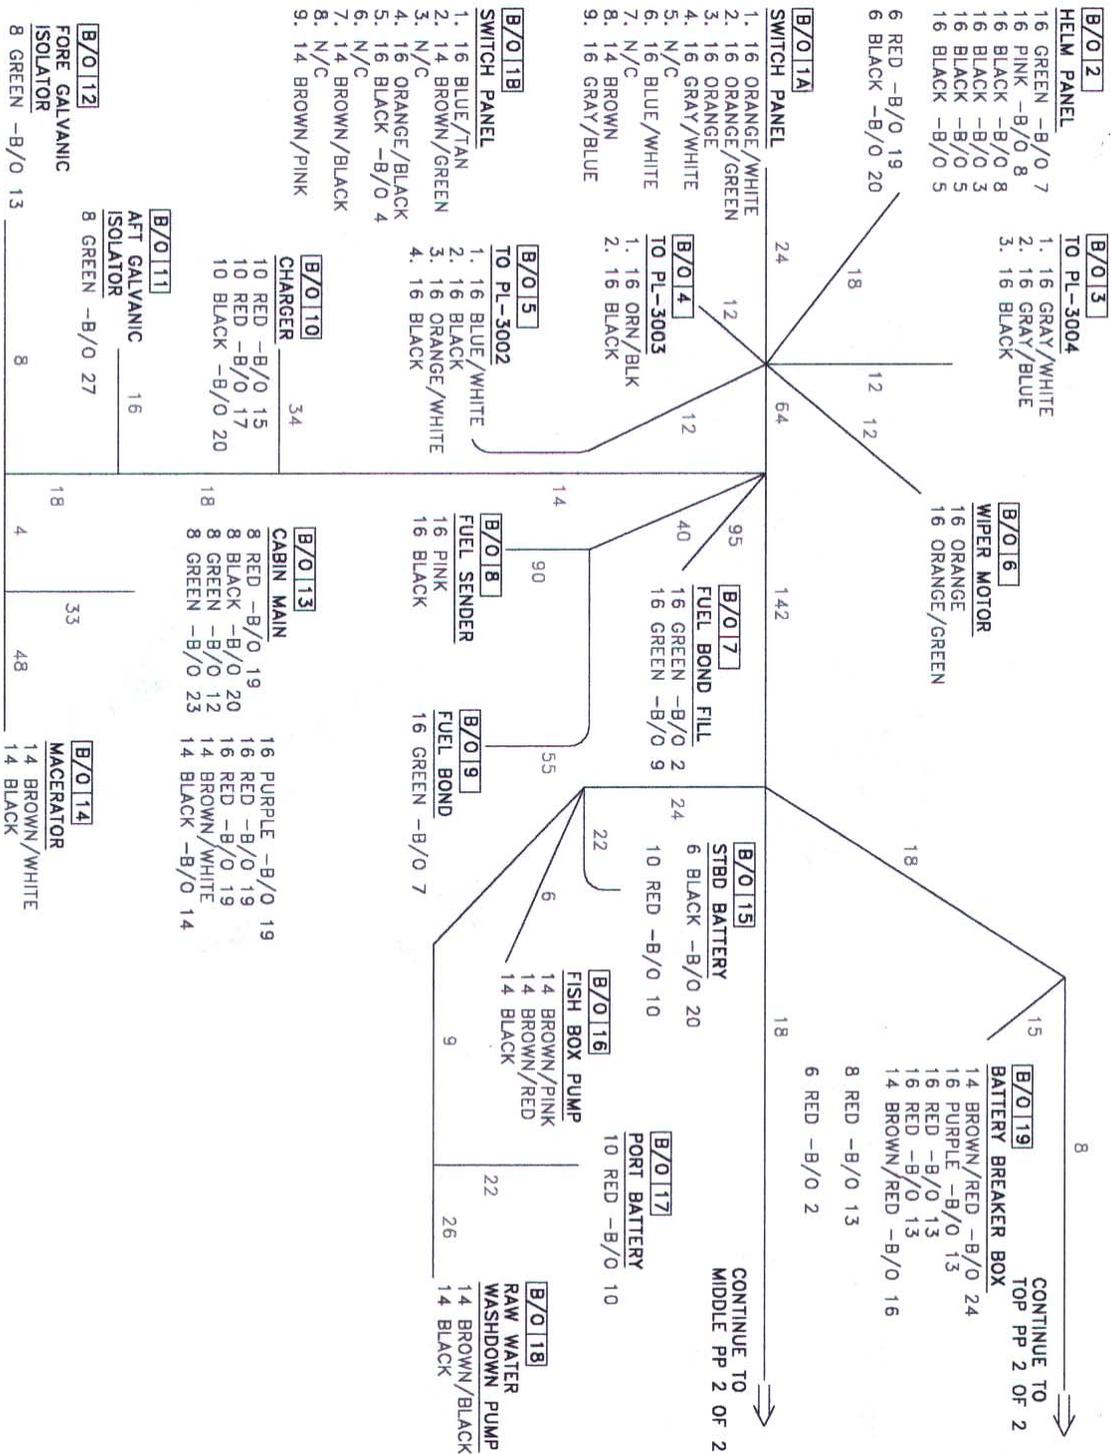 B/O 2
HELM PANEL
16 GREEN -B/O 7
16 PINK -B/O 8
16 BLACK -B/O 8
16 BLACK -B/O 3
16 BLACK -B/O 5
16 BLACK -B/O 5
6 RED -B/O 19
6 BLACK -B/O 20
18
B/O 3
TO PL-3004
1. 16 GRAY/WHITE
2. 16 GRAY/BLUE
3. 16 BLACK
12
12
B/O 6
WIPER MOTOR
16 ORANGE
16 ORANGE/GREEN
B/O 1A
SWITCH PANEL
1. 16 ORANGE/WHITE
2. 16 ORANGE/GREEN
3. 16 ORANGE
4. 16 GRAY/WHITE
5. N/C
6. 16 BLUE/WHITE
7. N/C
8. 14 BROWN
9. 16 GRAY/BLUE
24
12
64
12
B/O 4
TO PL-3003
1. 16 ORN/BLK
2. 16 BLACK
B/O 1B
SWITCH PANEL
1. 16 BLUE/TAN
2. 14 BROWN/GREEN
3. N/C
4. 16 ORANGE/BLACK
5. 16 BLACK -B/O 4
6. N/C
7. 14 BROWN/BLACK
8. N/C
9. 14 BROWN/PINK
B/O 5
TO PL-3002
1. 16 BLUE/WHITE
2. 16 BLACK
3. 16 ORANGE/WHITE
4. 16 BLACK
14
95
40
142
B/O 7
FUEL BOND FILL
16 GREEN -B/O 2
16 GREEN -B/O 9
B/O 8
FUEL SENDER
16 PINK
16 BLACK
90
55
B/O 9
FUEL BOND
16 GREEN -B/O 7
B/O 10
CHARGER
10 RED -B/O 15
10 RED -B/O 17
10 BLACK -B/O 20
34
B/O 11
AFT GALVANIC
ISOLATOR
8 GREEN -B/O 27
16
B/O 12
FORE GALVANIC
ISOLATOR
8 GREEN -B/O 13
8
18
18
4
33
48
B/O 13
CABIN MAIN
8 RED -B/O 19
8 BLACK -B/O 20
8 GREEN -B/O 12
8 GREEN -B/O 23
16 PURPLE -B/O 19
16 RED -B/O 19
16 RED -B/O 19
14 BROWN/WHITE
14 BLACK -B/O 14
B/O 14
MACERATOR
14 BROWN/WHITE
14 BLACK
24
22
6
9
22
26
B/O 15
STBD BATTERY
6 BLACK -B/O 20
10 RED -B/O 10
B/O 16
FISH BOX PUMP
14 BROWN/PINK
14 BROWN/RED
14 BLACK
B/O 17
PORT BATTERY
10 RED -B/O 10
B/O 18
RAW WATER
WASHDOWN PUMP
14 BROWN/BLACK
14 BLACK
18
18
15
8
B/O 19
BATTERY BREAKER BOX
14 BROWN/RED -B/O 24
16 PURPLE -B/O 13
16 RED -B/O 13
16 RED -B/O 13
14 BROWN/RED -B/O 16
8 RED -B/O 13
6 RED -B/O 2
CONTINUE TO
TOP PP 2 OF 2
CONTINUE TO
MIDDLE PP 2 OF 2